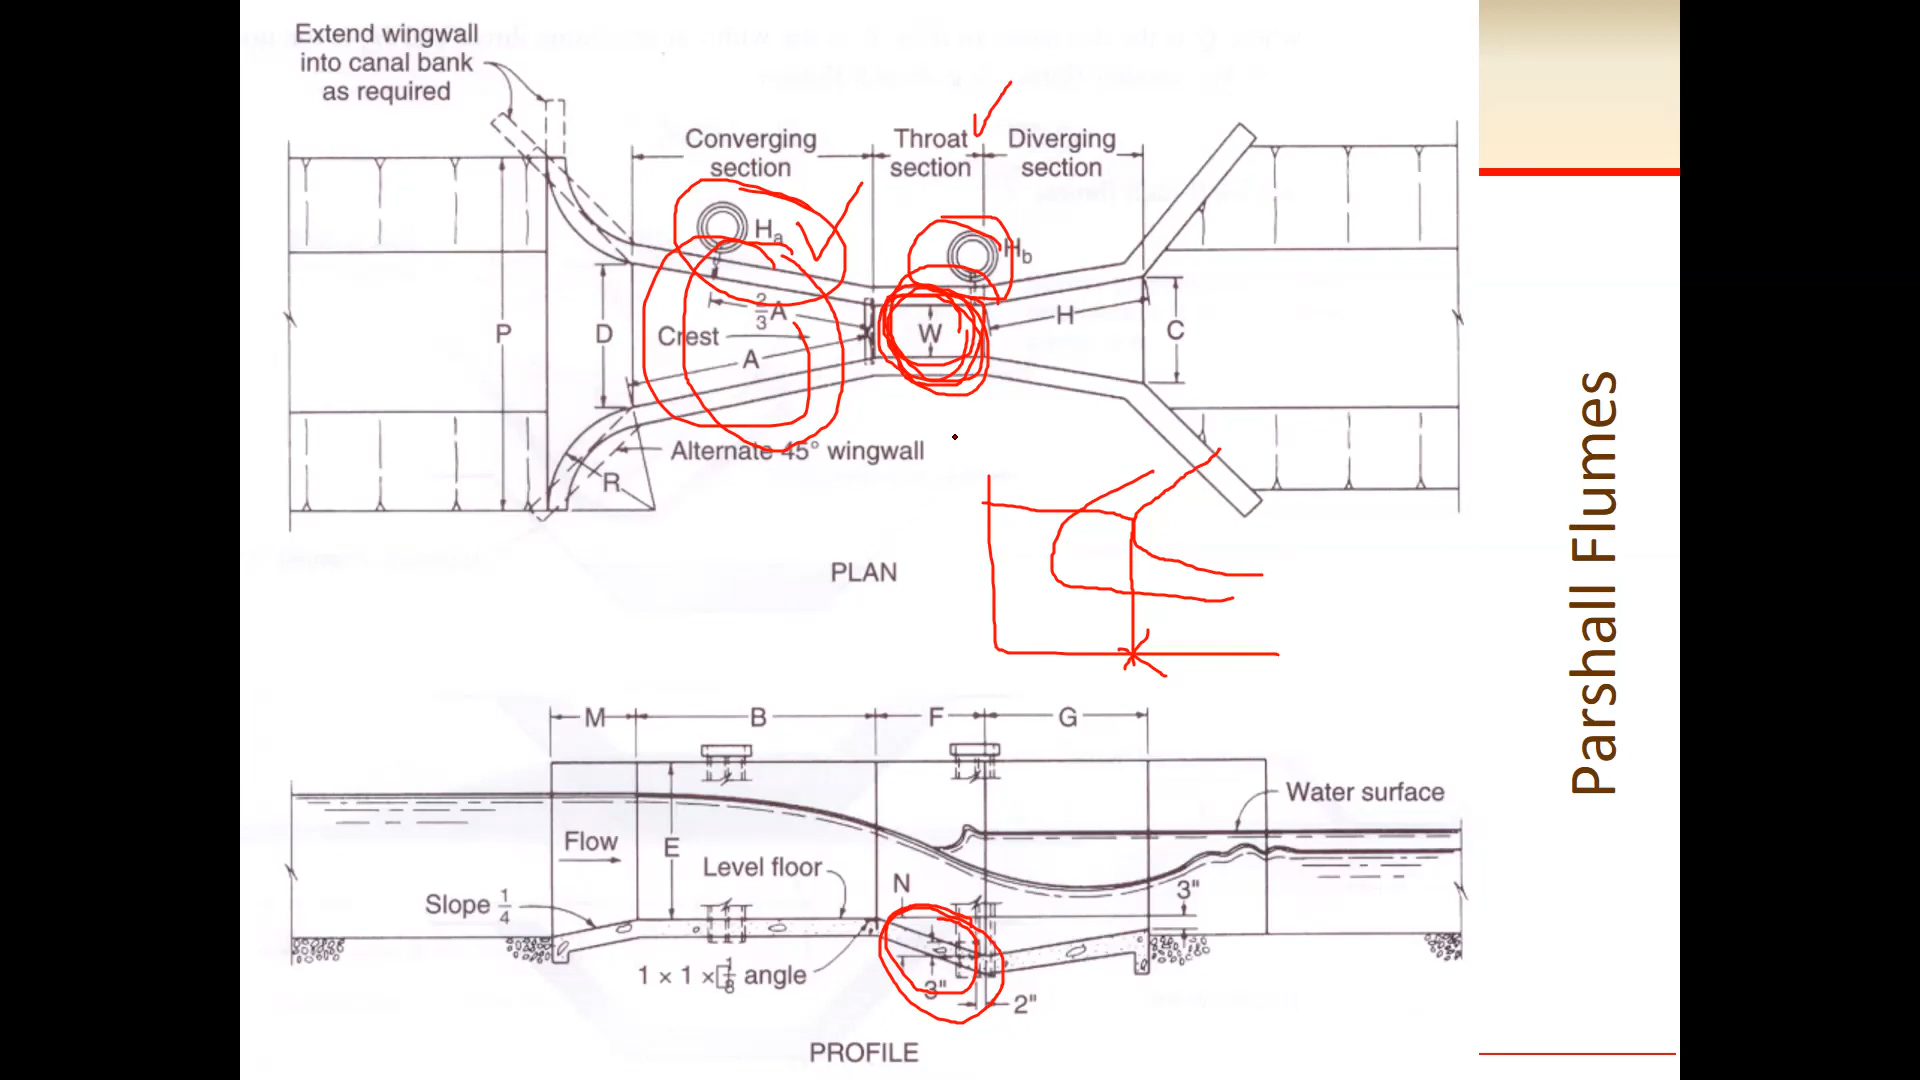 Extend wingwall
into canal bank
as required
Converging
section
Throat
section
Diverging
section
Ha
Hb
2/3 A
P
D
Crest
A
W
H
C
Alternate 45° wingwall
R
PLAN
M
B
F
G
Water surface
Flow
E
Level floor
N
3"
Slope 1/4
1 × 1 × 1/8 angle
3"
2"
PROFILE
Parshall Flumes